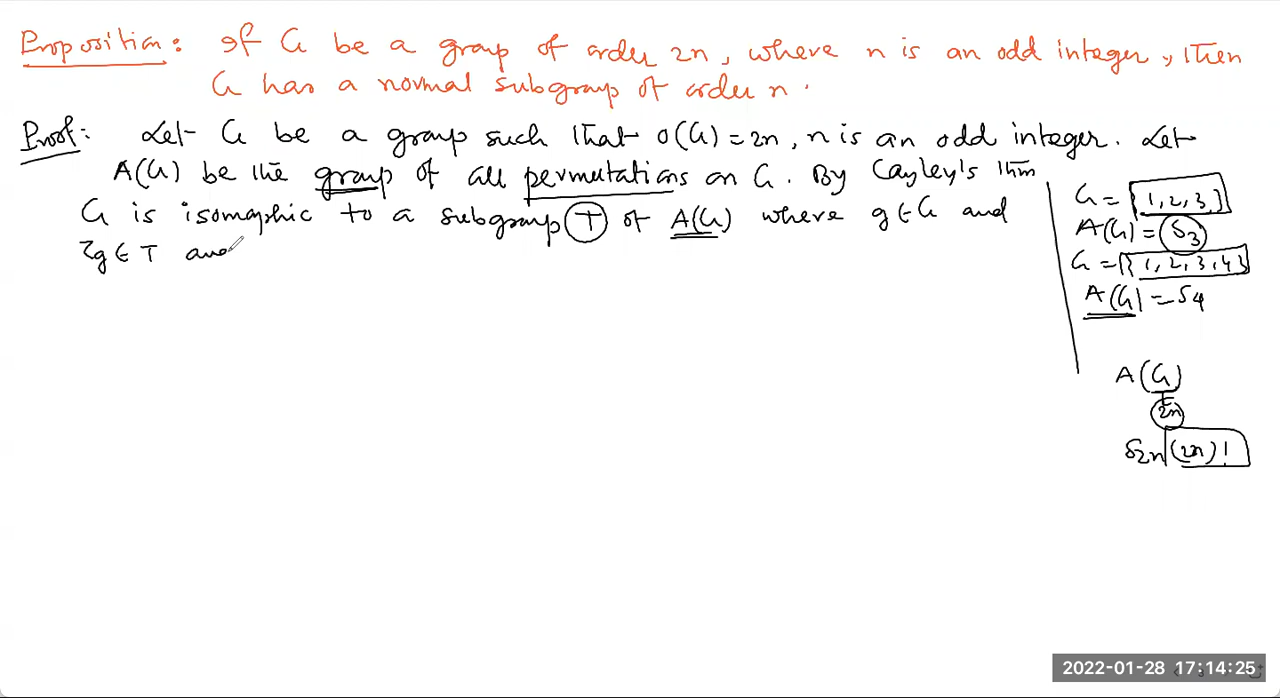 Proposition: If G be a group of order 2n, where n is an odd integer, then
G has a normal subgroup of order n.
Proof: Let G be a group such that o(G) = 2n, n is an odd integer. Let
A(G) be the group of all permutations on G. By Cayley's thm
G is isomorphic to a subgroup T of A(G) where g ∈ G and
τg ∈ T and
G = {1, 2, 3}
A(G) = S3
G = {1, 2, 3, 4}
A(G) = S4
A(G)
2n
S2n (2n)!
2022-01-28 17:14:25